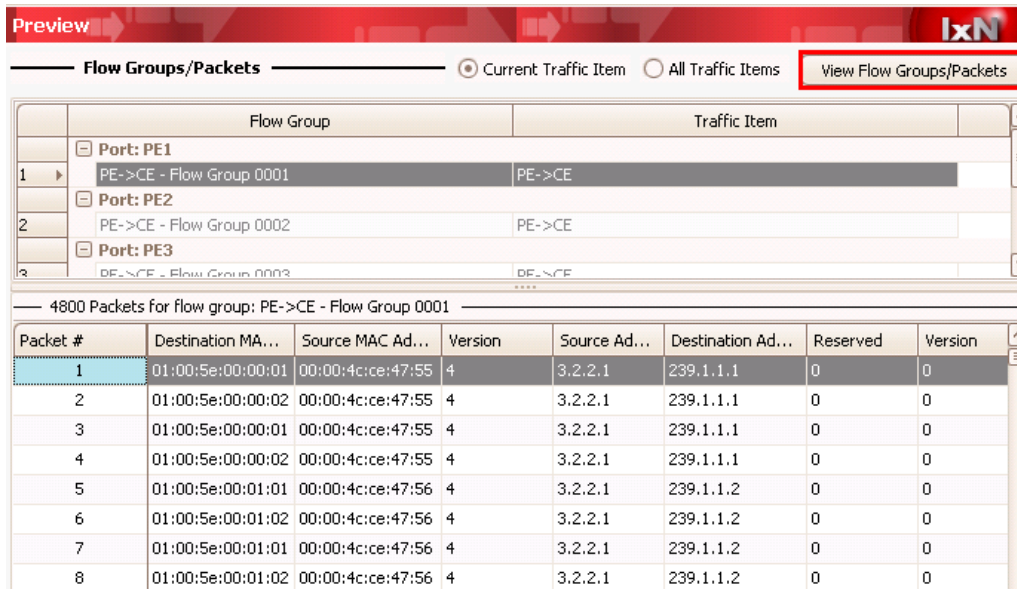 Preview IxN
Flow Groups/Packets Current Traffic Item All Traffic Items View Flow Groups/Packets
Flow Group Traffic Item
Port: PE1
1 PE->CE - Flow Group 0001 PE->CE
Port: PE2
2 PE->CE - Flow Group 0002 PE->CE
Port: PE3
3 PE->CE - Flow Group 0003 PE->CE
4800 Packets for flow group: PE->CE - Flow Group 0001
Packet # Destination MA... Source MAC Ad... Version Source Ad... Destination Ad... Reserved Version
1 01:00:5e:00:00:01 00:00:4c:ce:47:55 4 3.2.2.1 239.1.1.1 0 0
2 01:00:5e:00:00:02 00:00:4c:ce:47:55 4 3.2.2.1 239.1.1.1 0 0
3 01:00:5e:00:00:01 00:00:4c:ce:47:55 4 3.2.2.1 239.1.1.1 0 0
4 01:00:5e:00:00:02 00:00:4c:ce:47:55 4 3.2.2.1 239.1.1.1 0 0
5 01:00:5e:00:01:01 00:00:4c:ce:47:56 4 3.2.2.1 239.1.1.2 0 0
6 01:00:5e:00:01:02 00:00:4c:ce:47:56 4 3.2.2.1 239.1.1.2 0 0
7 01:00:5e:00:01:01 00:00:4c:ce:47:56 4 3.2.2.1 239.1.1.2 0 0
8 01:00:5e:00:01:02 00:00:4c:ce:47:56 4 3.2.2.1 239.1.1.2 0 0